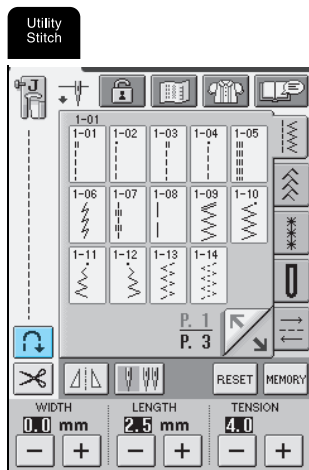 Utility
Stitch
J
1-01
1-01 1-02 1-03 1-04 1-05
1-06 1-07 1-08 1-09 1-10
1-11 1-12 1-13 1-14
P. 1
P. 3
RESET MEMORY
WIDTH LENGTH TENSION
0.0 mm 2.5 mm 4.0
− + − + − +